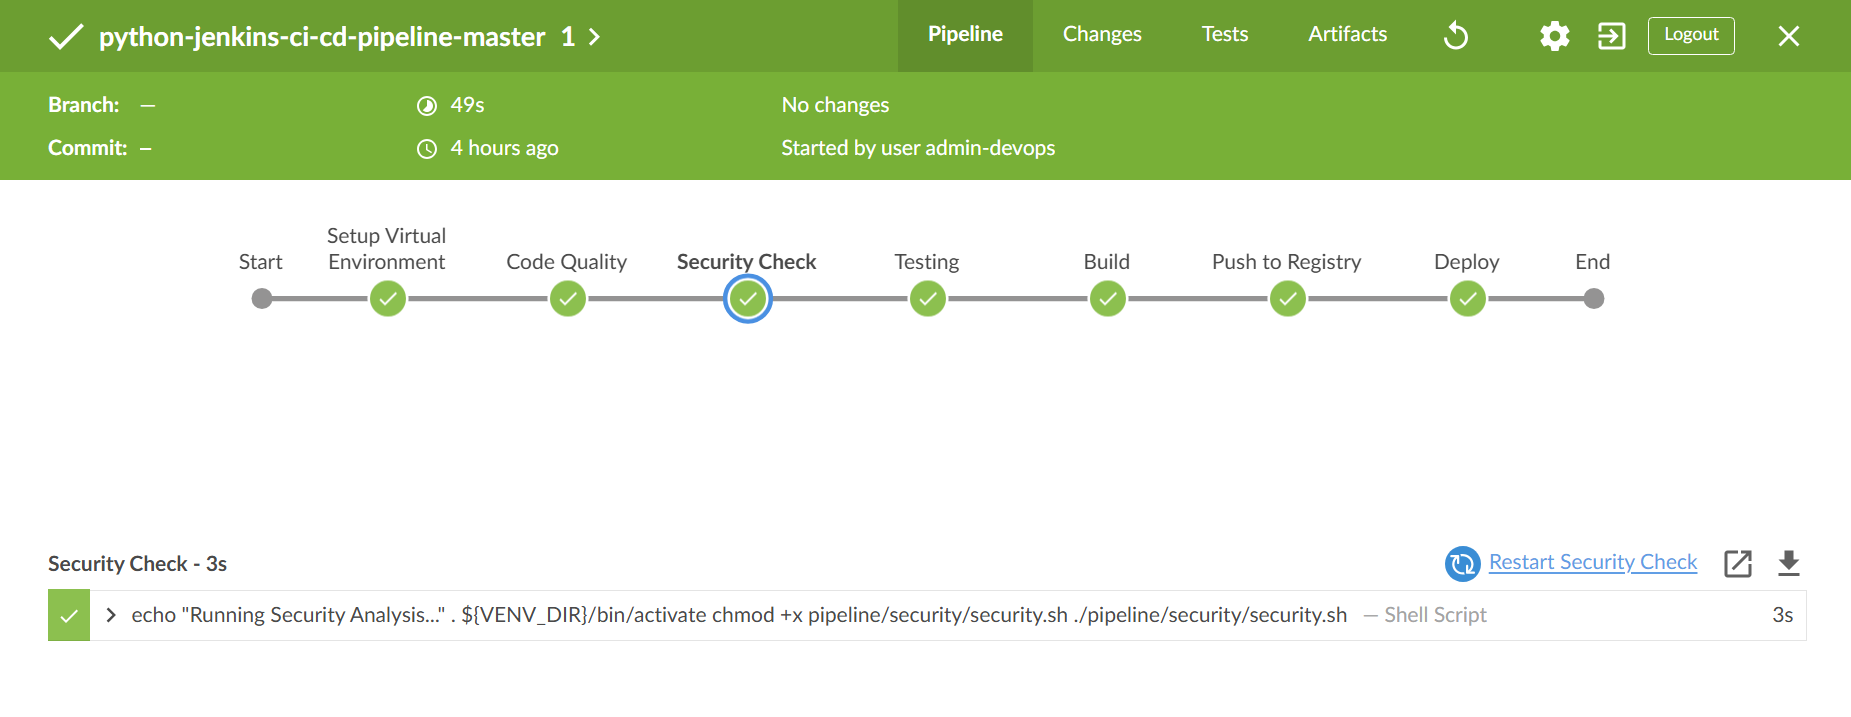 python-jenkins-ci-cd-pipeline-master 1
Pipeline Changes Tests Artifacts Logout
Branch: — 49s No changes
Commit: – 4 hours ago Started by user admin-devops
Start
Setup Virtual
Environment
Code Quality
Security Check
Testing
Build
Push to Registry
Deploy
End
Security Check - 3s
Restart Security Check
echo "Running Security Analysis..." . ${VENV_DIR}/bin/activate chmod +x pipeline/security/security.sh ./pipeline/security/security.sh — Shell Script 3s